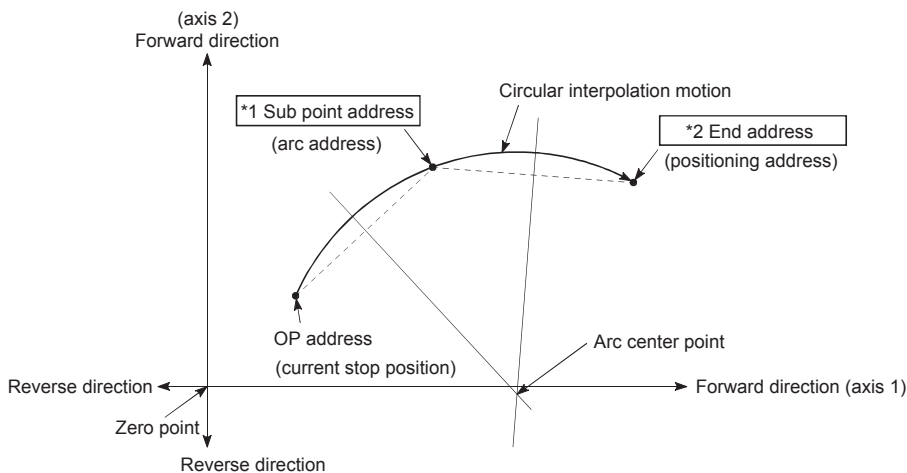 (axis 2)
Forward direction
Circular interpolation motion
*1 Sub point address
(arc address)
*2 End address
(positioning address)
OP address
(current stop position)
Arc center point
Reverse direction
Forward direction (axis 1)
Zero point
Reverse direction